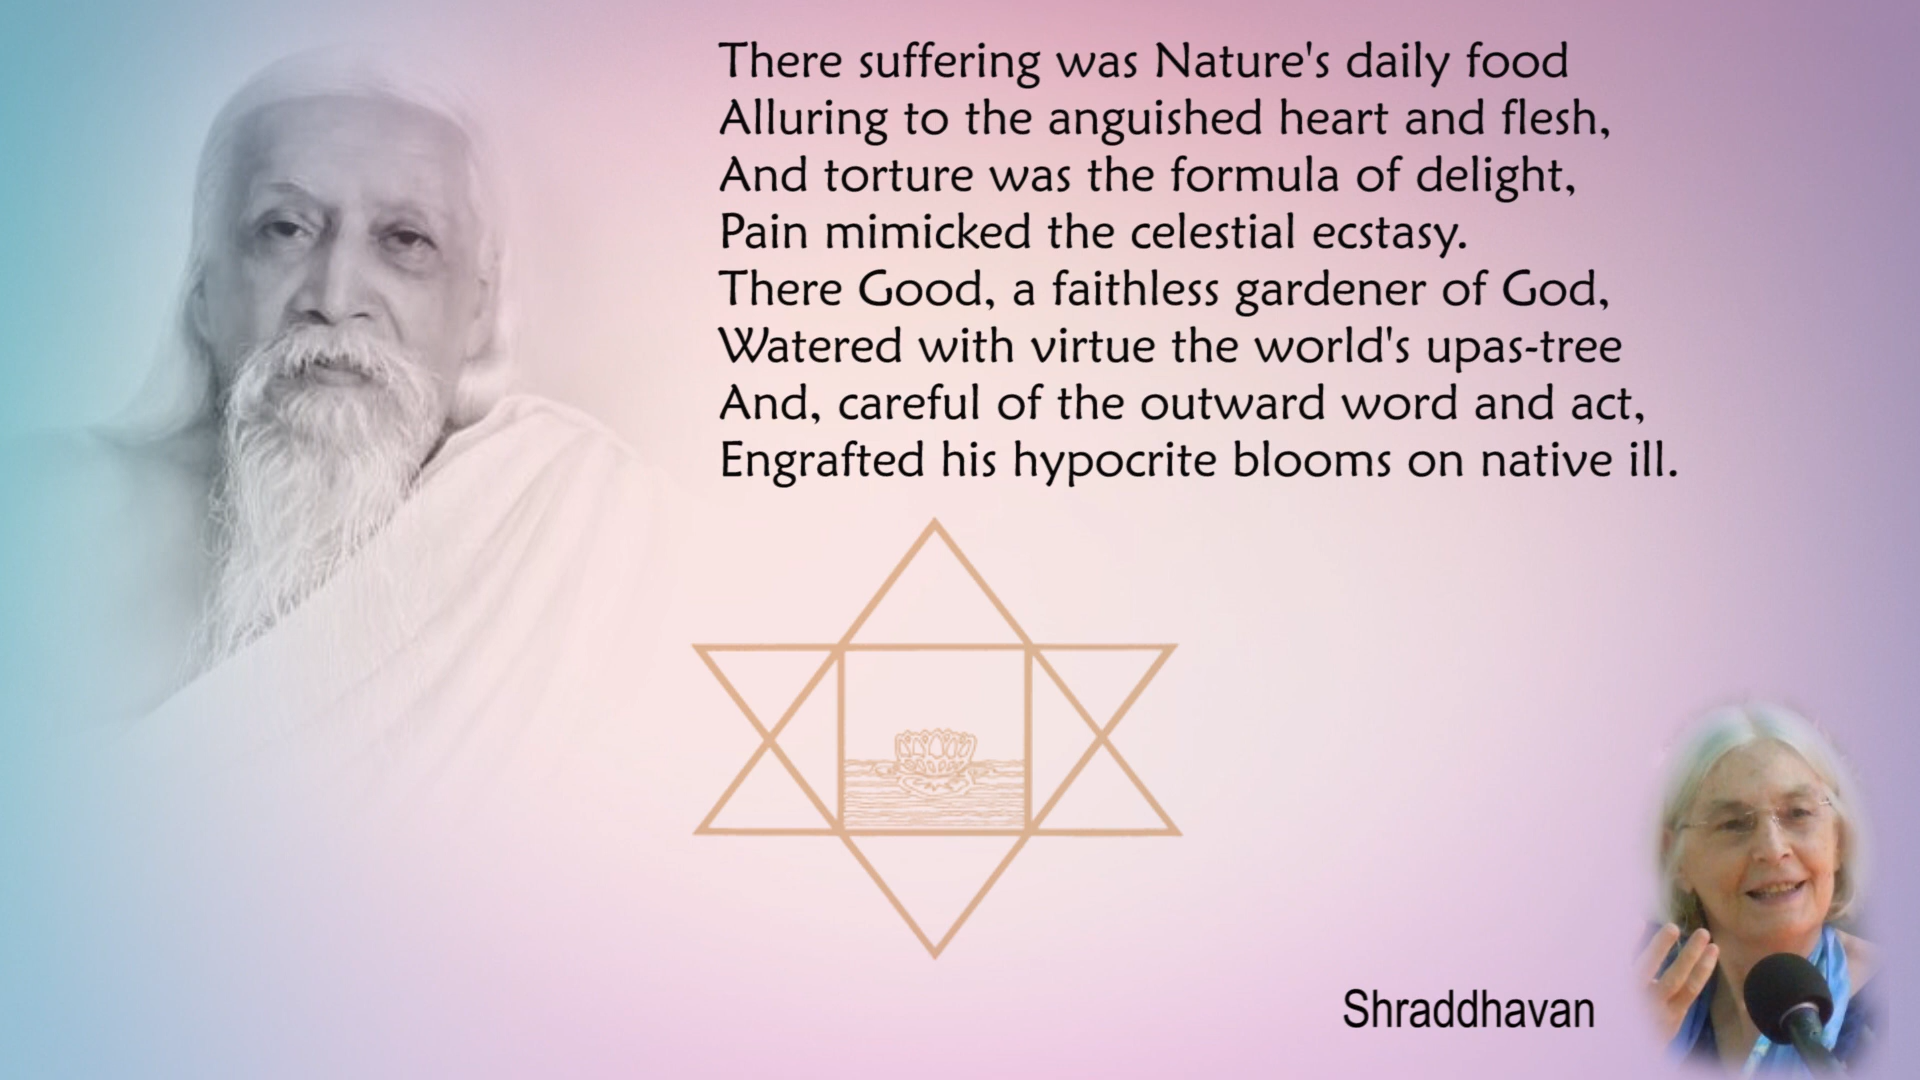 There suffering was Nature's daily food
Alluring to the anguished heart and flesh,
And torture was the formula of delight,
Pain mimicked the celestial ecstasy.
There Good, a faithless gardener of God,
Watered with virtue the world's upas-tree
And, careful of the outward word and act,
Engrafted his hypocrite blooms on native ill.
Shraddhavan